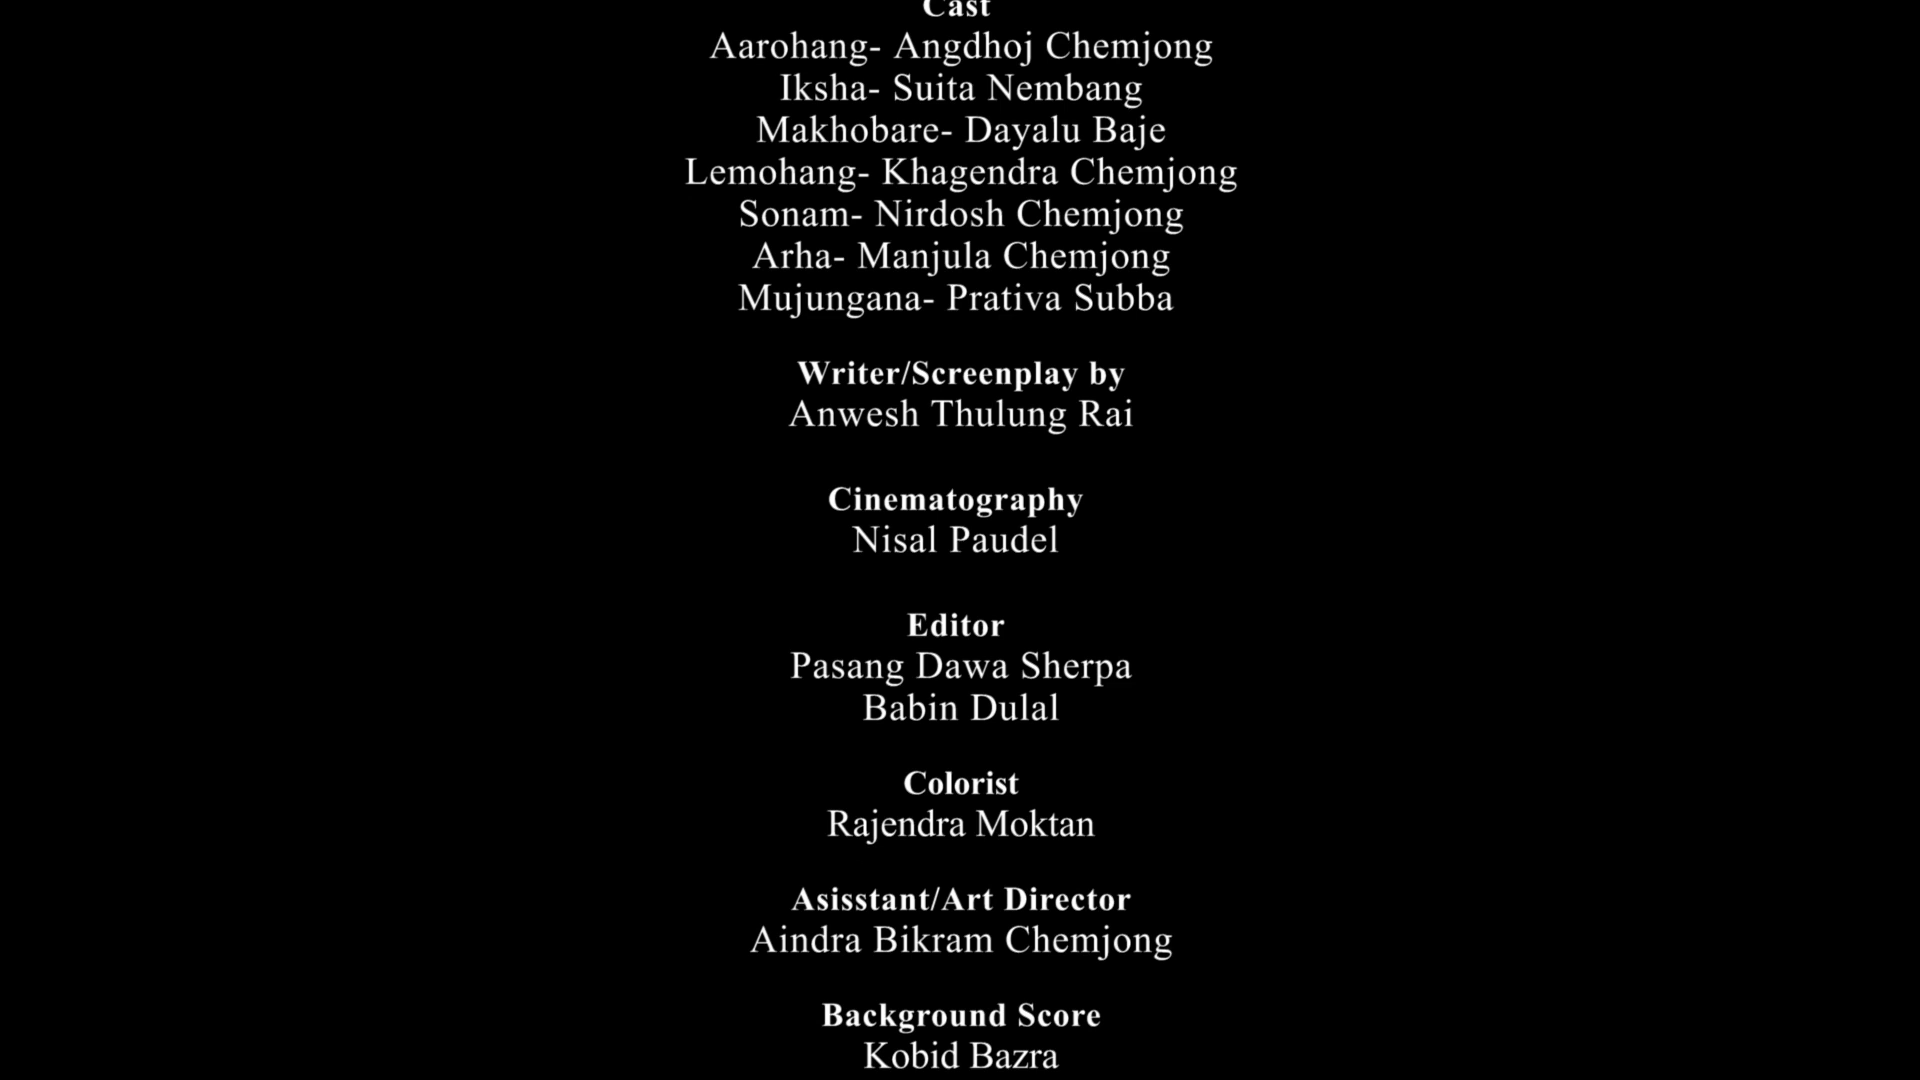 Cast
Aarohang- Angdhoj Chemjong
Iksha- Suita Nembang
Makhobare- Dayalu Baje
Lemohang- Khagendra Chemjong
Sonam- Nirdosh Chemjong
Arha- Manjula Chemjong
Mujungana- Prativa Subba
Writer/Screenplay by
Anwesh Thulung Rai
Cinematography
Nisal Paudel
Editor
Pasang Dawa Sherpa
Babin Dulal
Colorist
Rajendra Moktan
Asisstant/Art Director
Aindra Bikram Chemjong
Background Score
Kobid Bazra